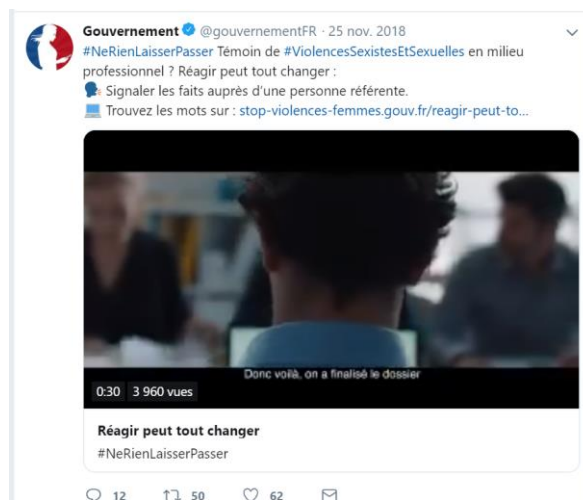 Gouvernement @gouvernementFR · 25 nov. 2018
#NeRienLaisserPasser Témoin de #ViolencesSexistesEtSexuelles en milieu
professionnel ? Réagir peut tout changer :
Signaler les faits auprès d'une personne référente.
Trouvez les mots sur : stop-violences-femmes.gouv.fr/reagir-peut-to...
Donc voilà, on a finalisé le dossier
0:30 3 960 vues
Réagir peut tout changer
#NeRienLaisserPasser
12 50 62